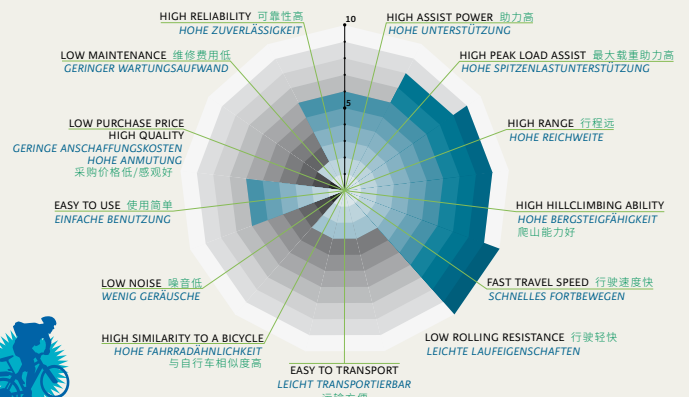 10
5
HIGH RELIABILITY 可靠性高
HOHE ZUVERLÄSSIGKEIT
HIGH ASSIST POWER 助力高
HOHE UNTERSTÜTZUNG
LOW MAINTENANCE 维修费用低
GERINGER WARTUNGSAUFWAND
HIGH PEAK LOAD ASSIST 最大载重助力高
HOHE SPITZENLASTUNTERSTÜTZUNG
LOW PURCHASE PRICE
HIGH QUALITY
GERINGE ANSCHAFFUNGSKOSTEN
HOHE ANMUTUNG
采购价格低/感观好
HIGH RANGE 行程远
HOHE REICHWEITE
EASY TO USE 使用简单
EINFACHE BENUTZUNG
HIGH HILLCLIMBING ABILITY
HOHE BERGSTEIGFÄHIGKEIT
爬山能力好
LOW NOISE 噪音低
WENIG GERÄUSCHE
FAST TRAVEL SPEED 行驶速度快
SCHNELLES FORTBEWEGEN
HIGH SIMILARITY TO A BICYCLE
HOHE FAHRRADÄHNLICHKEIT
与自行车相似度高
LOW ROLLING RESISTANCE 行驶轻快
LEICHTE LAUFEIGENSCHAFTEN
EASY TO TRANSPORT
LEICHT TRANSPORTIERBAR